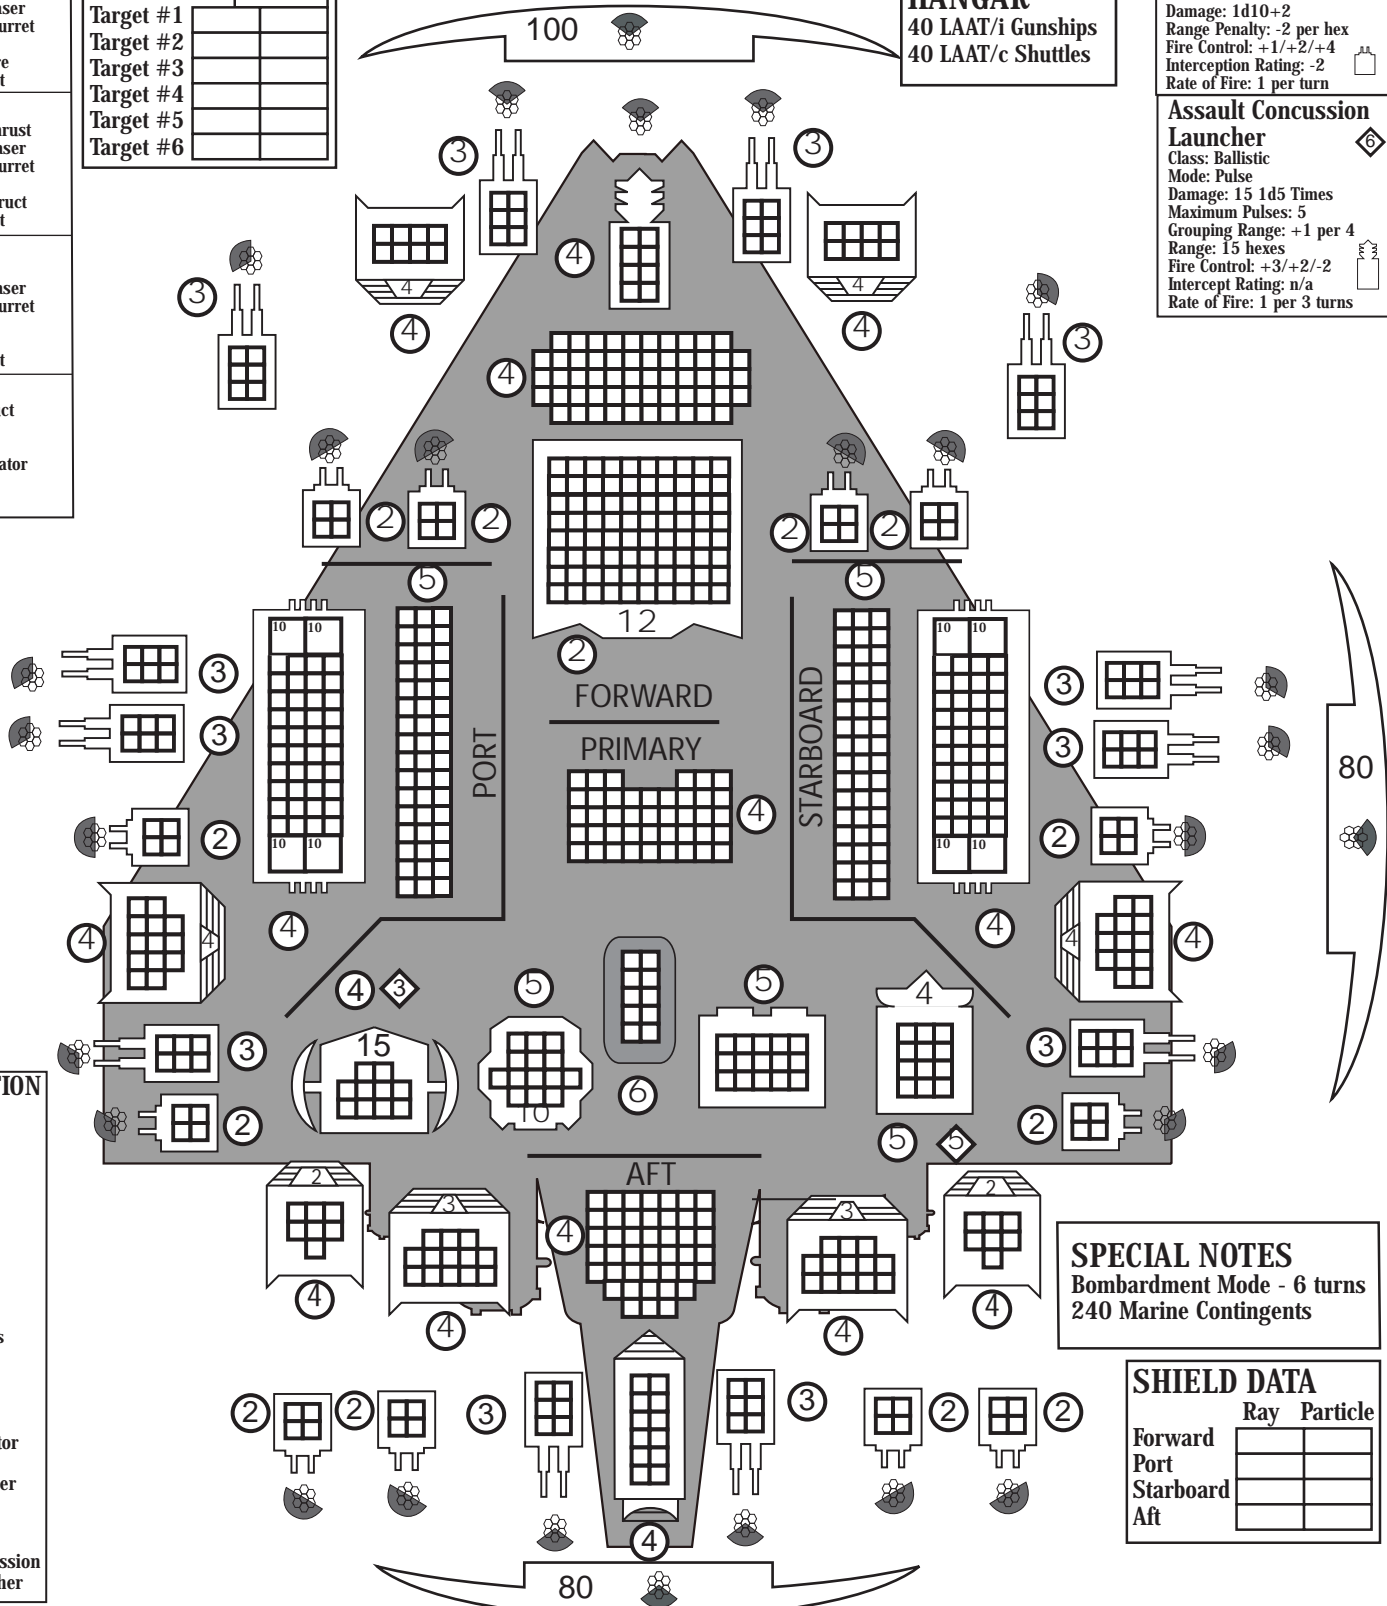 Target #1
Target #2
Target #3
Target #4
Target #5
Target #6
100
HANGAR
40 LAAT/i Gunships
40 LAAT/c Shuttles
Damage: 1d10+2
Range Penalty: -2 per hex
Fire Control: +1/+2/+4
Interception Rating: -2
Rate of Fire: 1 per turn
Assault Concussion
Launcher
6
Class: Ballistic
Mode: Pulse
Damage: 15 1d5 Times
Maximum Pulses: 5
Grouping Range: +1 per 4
Range: 15 hexes
Fire Control: +3/+2/-2
Intercept Rating: n/a
Rate of Fire: 1 per 3 turns
3
3
4
4
4
3
4
4
3
4
2
2
2
2
5
5
12
2
10 10
10 10
3
3
FORWARD
PORT
STARBOARD
PRIMARY
3
3
80
4
2
2
10 10
10 10
4
4
4
4
4
4
4
3
5
5
4
15
3
3
10
6
2
2
5
5
AFT
2
3
3
2
4
4
4
4
4
SPECIAL NOTES
Bombardment Mode - 6 turns
240 Marine Contingents
SHIELD DATA
Ray Particle
Forward
Port
Starboard
Aft
2
2
3
3
2
2
4
80